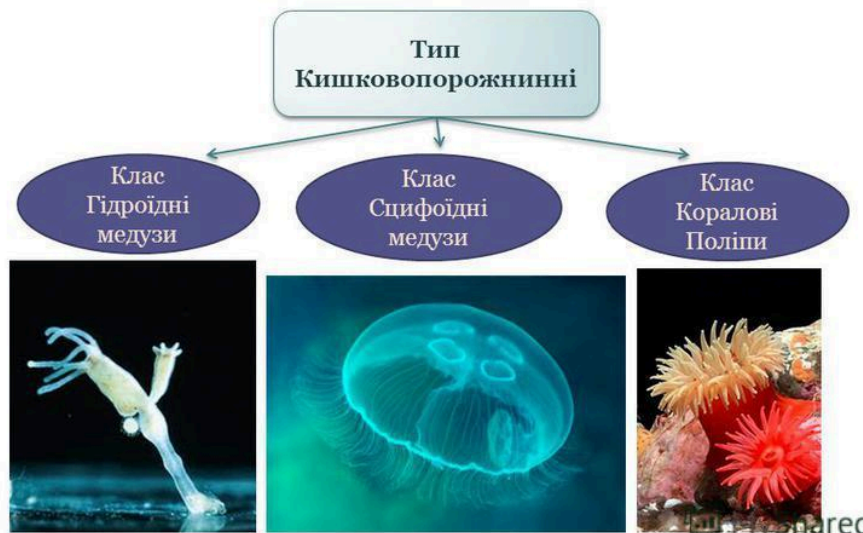 Тип
Кишковопорожнинні
Клас
Гідроїдні
медузи
Клас
Сцифоїдні
медузи
Клас
Коралові
Поліпи